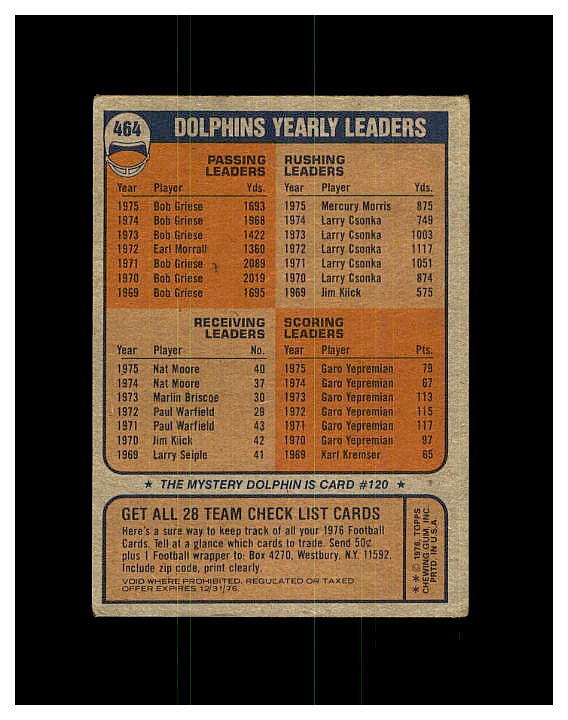 464
DOLPHINS YEARLY LEADERS
PASSING
LEADERS
Year Player Yds.
1975 Bob Griese 1693
1974 Bob Griese 1968
1973 Bob Griese 1422
1972 Earl Morrall 1360
1971 Bob Griese 2089
1970 Bob Griese 2019
1969 Bob Griese 1695
RUSHING
LEADERS
Year Player Yds.
1975 Mercury Morris 875
1974 Larry Csonka 749
1973 Larry Csonka 1003
1972 Larry Csonka 1117
1971 Larry Csonka 1051
1970 Larry Csonka 874
1969 Jim Kiick 575
RECEIVING
LEADERS
Year Player No.
1975 Nat Moore 40
1974 Nat Moore 37
1973 Marlin Briscoe 30
1972 Paul Warfield 29
1971 Paul Warfield 43
1970 Jim Kiick 42
1969 Larry Seiple 41
SCORING
LEADERS
Year Player Pts.
1975 Garo Yepremian 79
1974 Garo Yepremian 67
1973 Garo Yepremian 113
1972 Garo Yepremian 115
1971 Garo Yepremian 117
1970 Garo Yepremian 97
1969 Karl Kremser 65
★ THE MYSTERY DOLPHIN IS CARD #120 ★
GET ALL 28 TEAM CHECK LIST CARDS
Here's a sure way to keep track of all your 1976 Football
Cards. Tell at a glance which cards to trade. Send 50¢
plus 1 Football wrapper to: Box 4270, Westbury, N.Y. 11592.
Include zip code, print clearly.
VOID WHERE PROHIBITED, REGULATED OR TAXED
OFFER EXPIRES 12/31/76.
★★ © 1976, TOPPS
CHEWING GUM, INC.
PRTD. IN U.S.A.